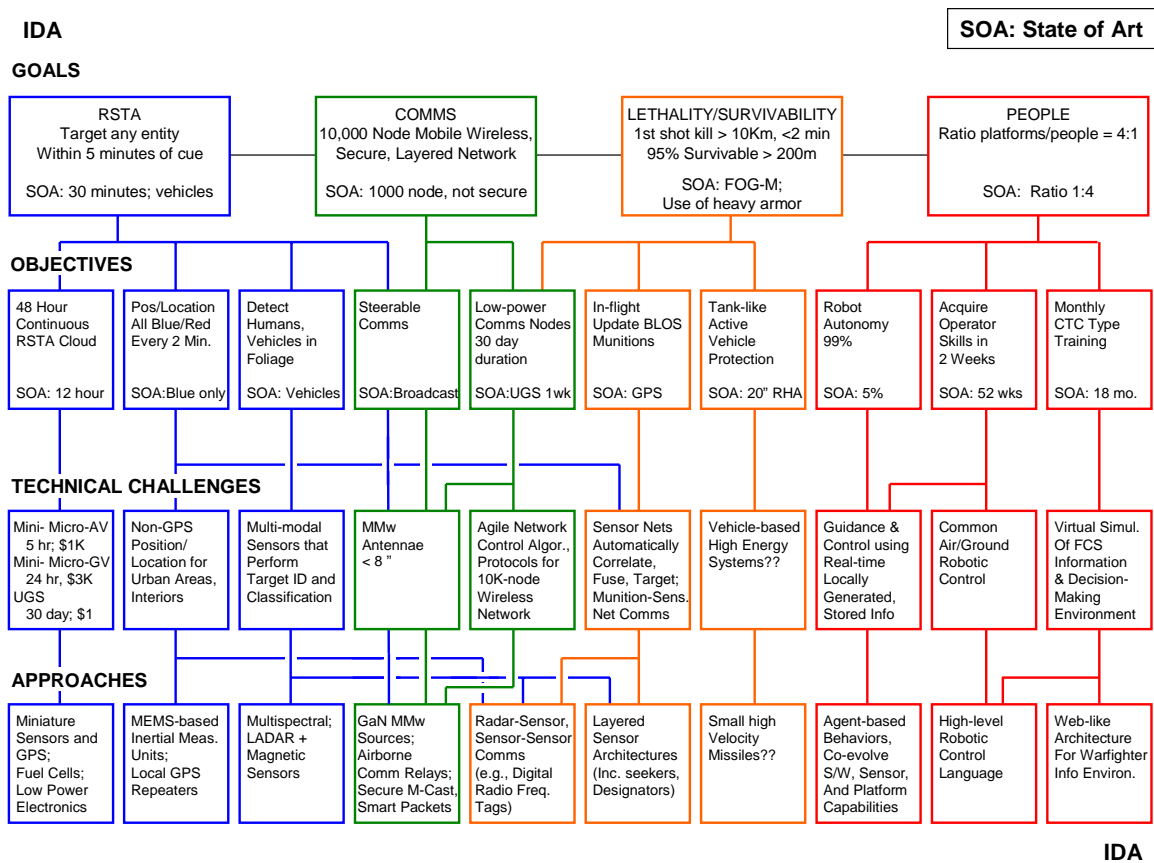 IDA
SOA: State of Art
GOALS
RSTA
Target any entity
Within 5 minutes of cue
SOA: 30 minutes; vehicles
COMMS
10,000 Node Mobile Wireless,
Secure, Layered Network
SOA: 1000 node, not secure
LETHALITY/SURVIVABILITY
1st shot kill > 10Km, <2 min
95% Survivable > 200m
SOA: FOG-M;
Use of heavy armor
PEOPLE
Ratio platforms/people = 4:1
SOA: Ratio 1:4
OBJECTIVES
48 Hour
Continuous
RSTA Cloud
SOA: 12 hour
Pos/Location
All Blue/Red
Every 2 Min.
SOA:Blue only
Detect
Humans,
Vehicles in
Foliage
SOA: Vehicles
Steerable
Comms
SOA:Broadcast
Low-power
Comms Nodes
30 day
duration
SOA:UGS 1wk
In-flight
Update BLOS
Munitions
SOA: GPS
Tank-like
Active
Vehicle
Protection
SOA: 20” RHA
Robot
Autonomy
99%
SOA: 5%
Acquire
Operator
Skills in
2 Weeks
SOA: 52 wks
Monthly
CTC Type
Training
SOA: 18 mo.
TECHNICAL CHALLENGES
Mini- Micro-AV
5 hr; $1K
Mini- Micro-GV
24 hr, $3K
UGS
30 day; $1
Non-GPS
Position/
Location for
Urban Areas,
Interiors
Multi-modal
Sensors that
Perform
Target ID and
Classification
MMw
Antennae
< 8 ”
Agile Network
Control Algor.,
Protocols for
10K-node
Wireless
Network
Sensor Nets
Automatically
Correlate,
Fuse, Target;
Munition-Sens.
Net Comms
Vehicle-based
High Energy
Systems??
Guidance &
Control using
Real-time
Locally
Generated,
Stored Info
Common
Air/Ground
Robotic
Control
Virtual Simul.
Of FCS
Information
& Decision-
Making
Environment
APPROACHES
Miniature
Sensors and
GPS;
Fuel Cells;
Low Power
Electronics
MEMS-based
Inertial Meas.
Units;
Local GPS
Repeaters
Multispectral;
LADAR +
Magnetic
Sensors
GaN MMw
Sources;
Airborne
Comm Relays;
Secure M-Cast,
Smart Packets
Radar-Sensor,
Sensor-Sensor
Comms
(e.g., Digital
Radio Freq.
Tags)
Layered
Sensor
Architectures
(Inc. seekers,
Designators)
Small high
Velocity
Missiles??
Agent-based
Behaviors,
Co-evolve
S/W, Sensor,
And Platform
Capabilities
High-level
Robotic
Control
Language
Web-like
Architecture
For Warfighter
Info Environ.
IDA